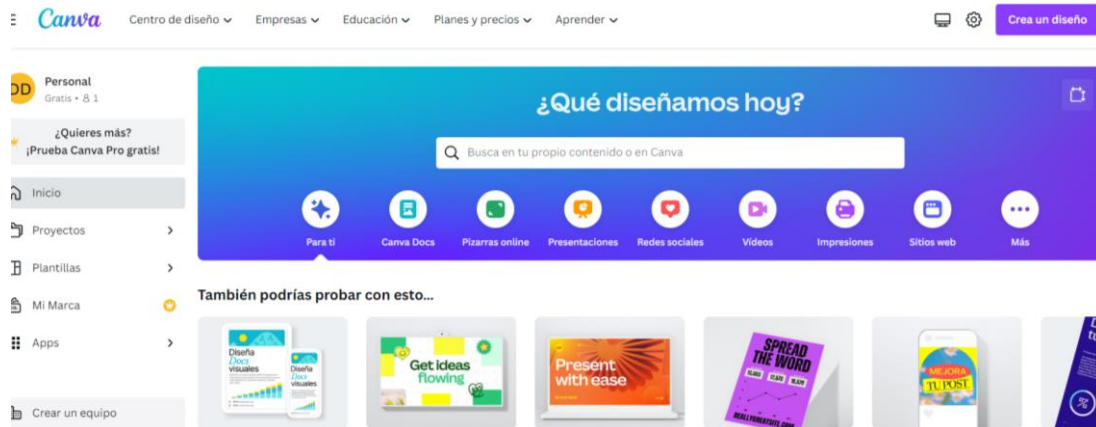 Canva
Centro de diseño
Empresas
Educación
Planes y precios
Aprender
Crea un diseño
Personal
Gratis • 1
¿Quieres más?
¡Prueba Canva Pro gratis!
Inicio
Proyectos
Plantillas
Mi Marca
Apps
Crear un equipo
¿Qué diseñamos hoy?
Busca en tu propio contenido o en Canva
Para ti
Canva Docs
Pizarras online
Presentaciones
Redes sociales
Vídeos
Impresiones
Sitios web
Más
También podrías probar con esto...
Diseña
Docs
visuales
Diseña
Docs
visuales
Get ideas
flowing
Present
with ease
SPREAD
THE WORD
REALLYGREATSITE.COM
MEJORA
TU POST
%